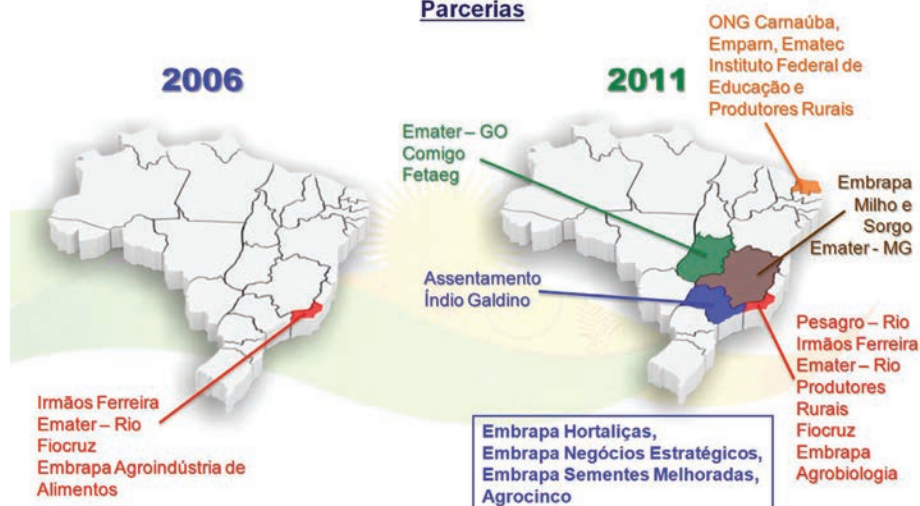 Parcerias
2006
2011
ONG Carnaúba,
Emparn, Ematec
Instituto Federal de
Educação e
Produtores Rurais
Emater – GO
Comigo
Fetaeg
Embrapa
Milho e
Sorgo
Emater - MG
Assentamento
Índio Galdino
Irmãos Ferreira
Emater – Rio
Fiocruz
Embrapa Agroindústria de
Alimentos
Embrapa Hortaliças,
Embrapa Negócios Estratégicos,
Embrapa Sementes Melhoradas,
Agrocinco
Pesagro – Rio
Irmãos Ferreira
Emater – Rio
Produtores
Rurais
Fiocruz
Embrapa
Agrobiologia